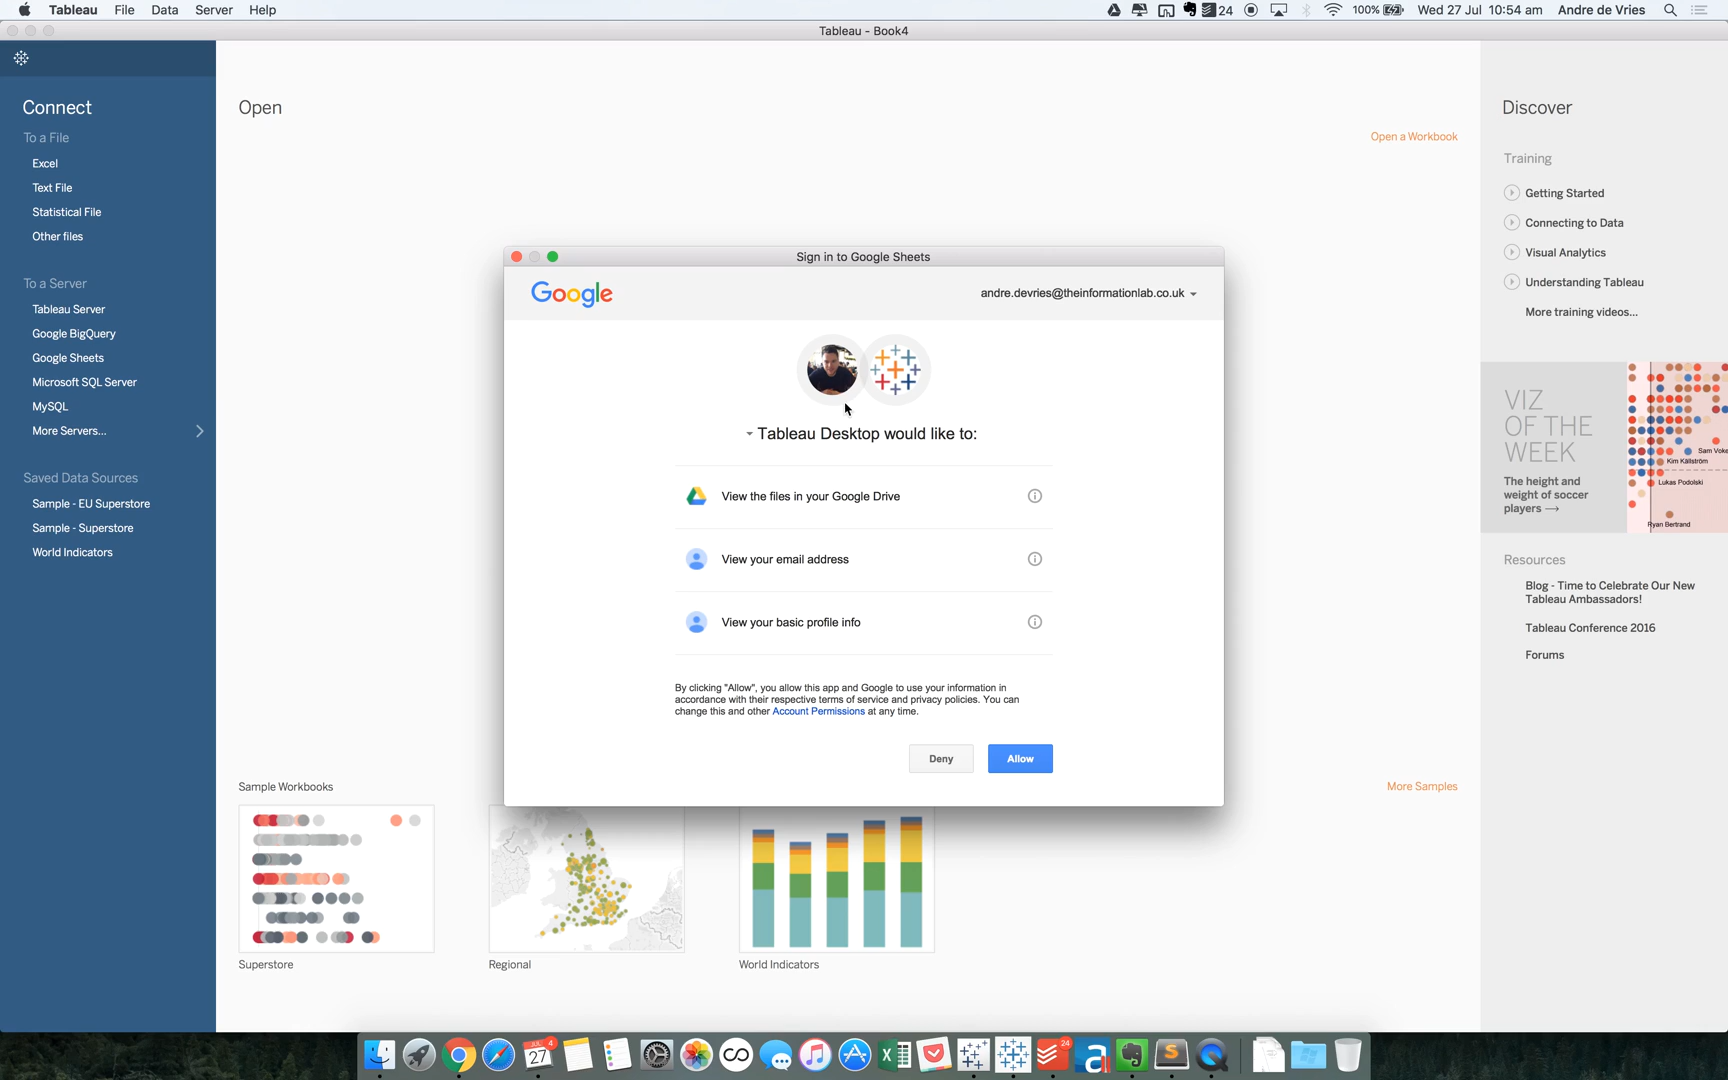 Tableau File Data Server Help
24 100% Wed 27 Jul 10:54 am Andre de Vries
Tableau - Book4
Connect
To a File
Excel
Text File
Statistical File
Other files
To a Server
Tableau Server
Google BigQuery
Google Sheets
Microsoft SQL Server
MySQL
More Servers...
Saved Data Sources
Sample - EU Superstore
Sample - Superstore
World Indicators
Open
Open a Workbook
Sign in to Google Sheets
Google
andre.devries@theinformationlab.co.uk
Tableau Desktop would like to:
View the files in your Google Drive
View your email address
View your basic profile info
By clicking "Allow", you allow this app and Google to use your information in
accordance with their respective terms of service and privacy policies. You can
change this and other Account Permissions at any time.
Deny Allow
Sample Workbooks
More Samples
Superstore
Regional
World Indicators
Discover
Training
Getting Started
Connecting to Data
Visual Analytics
Understanding Tableau
More training videos...
VIZ
OF THE
WEEK
The height and
weight of soccer
players →
Sam Voke
Kim Källström
Lukas Podolski
Ryan Bertrand
Resources
Blog - Time to Celebrate Our New
Tableau Ambassadors!
Tableau Conference 2016
Forums
JUL
27
4
24